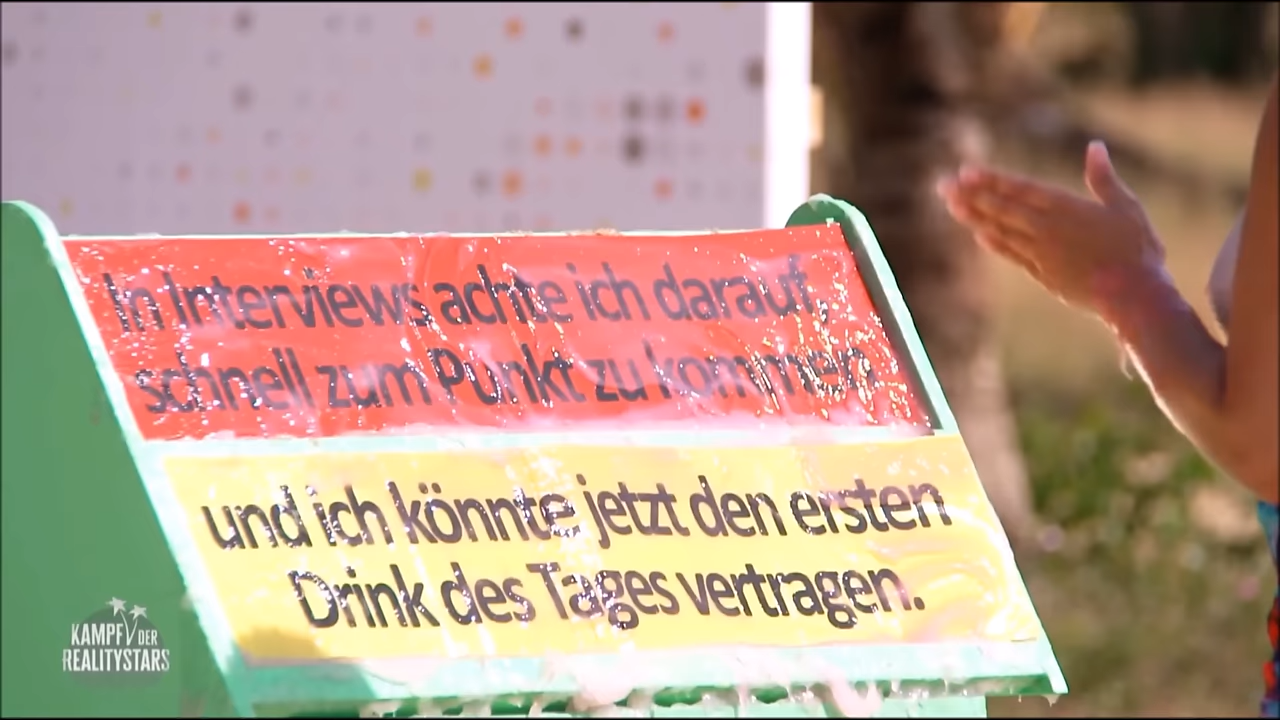 In Interviews achte ich darauf,
schnell zum Punkt zu kommen
und ich könnte jetzt den ersten
Drink des Tages vertragen.
KAMPF DER
REALITYSTARS